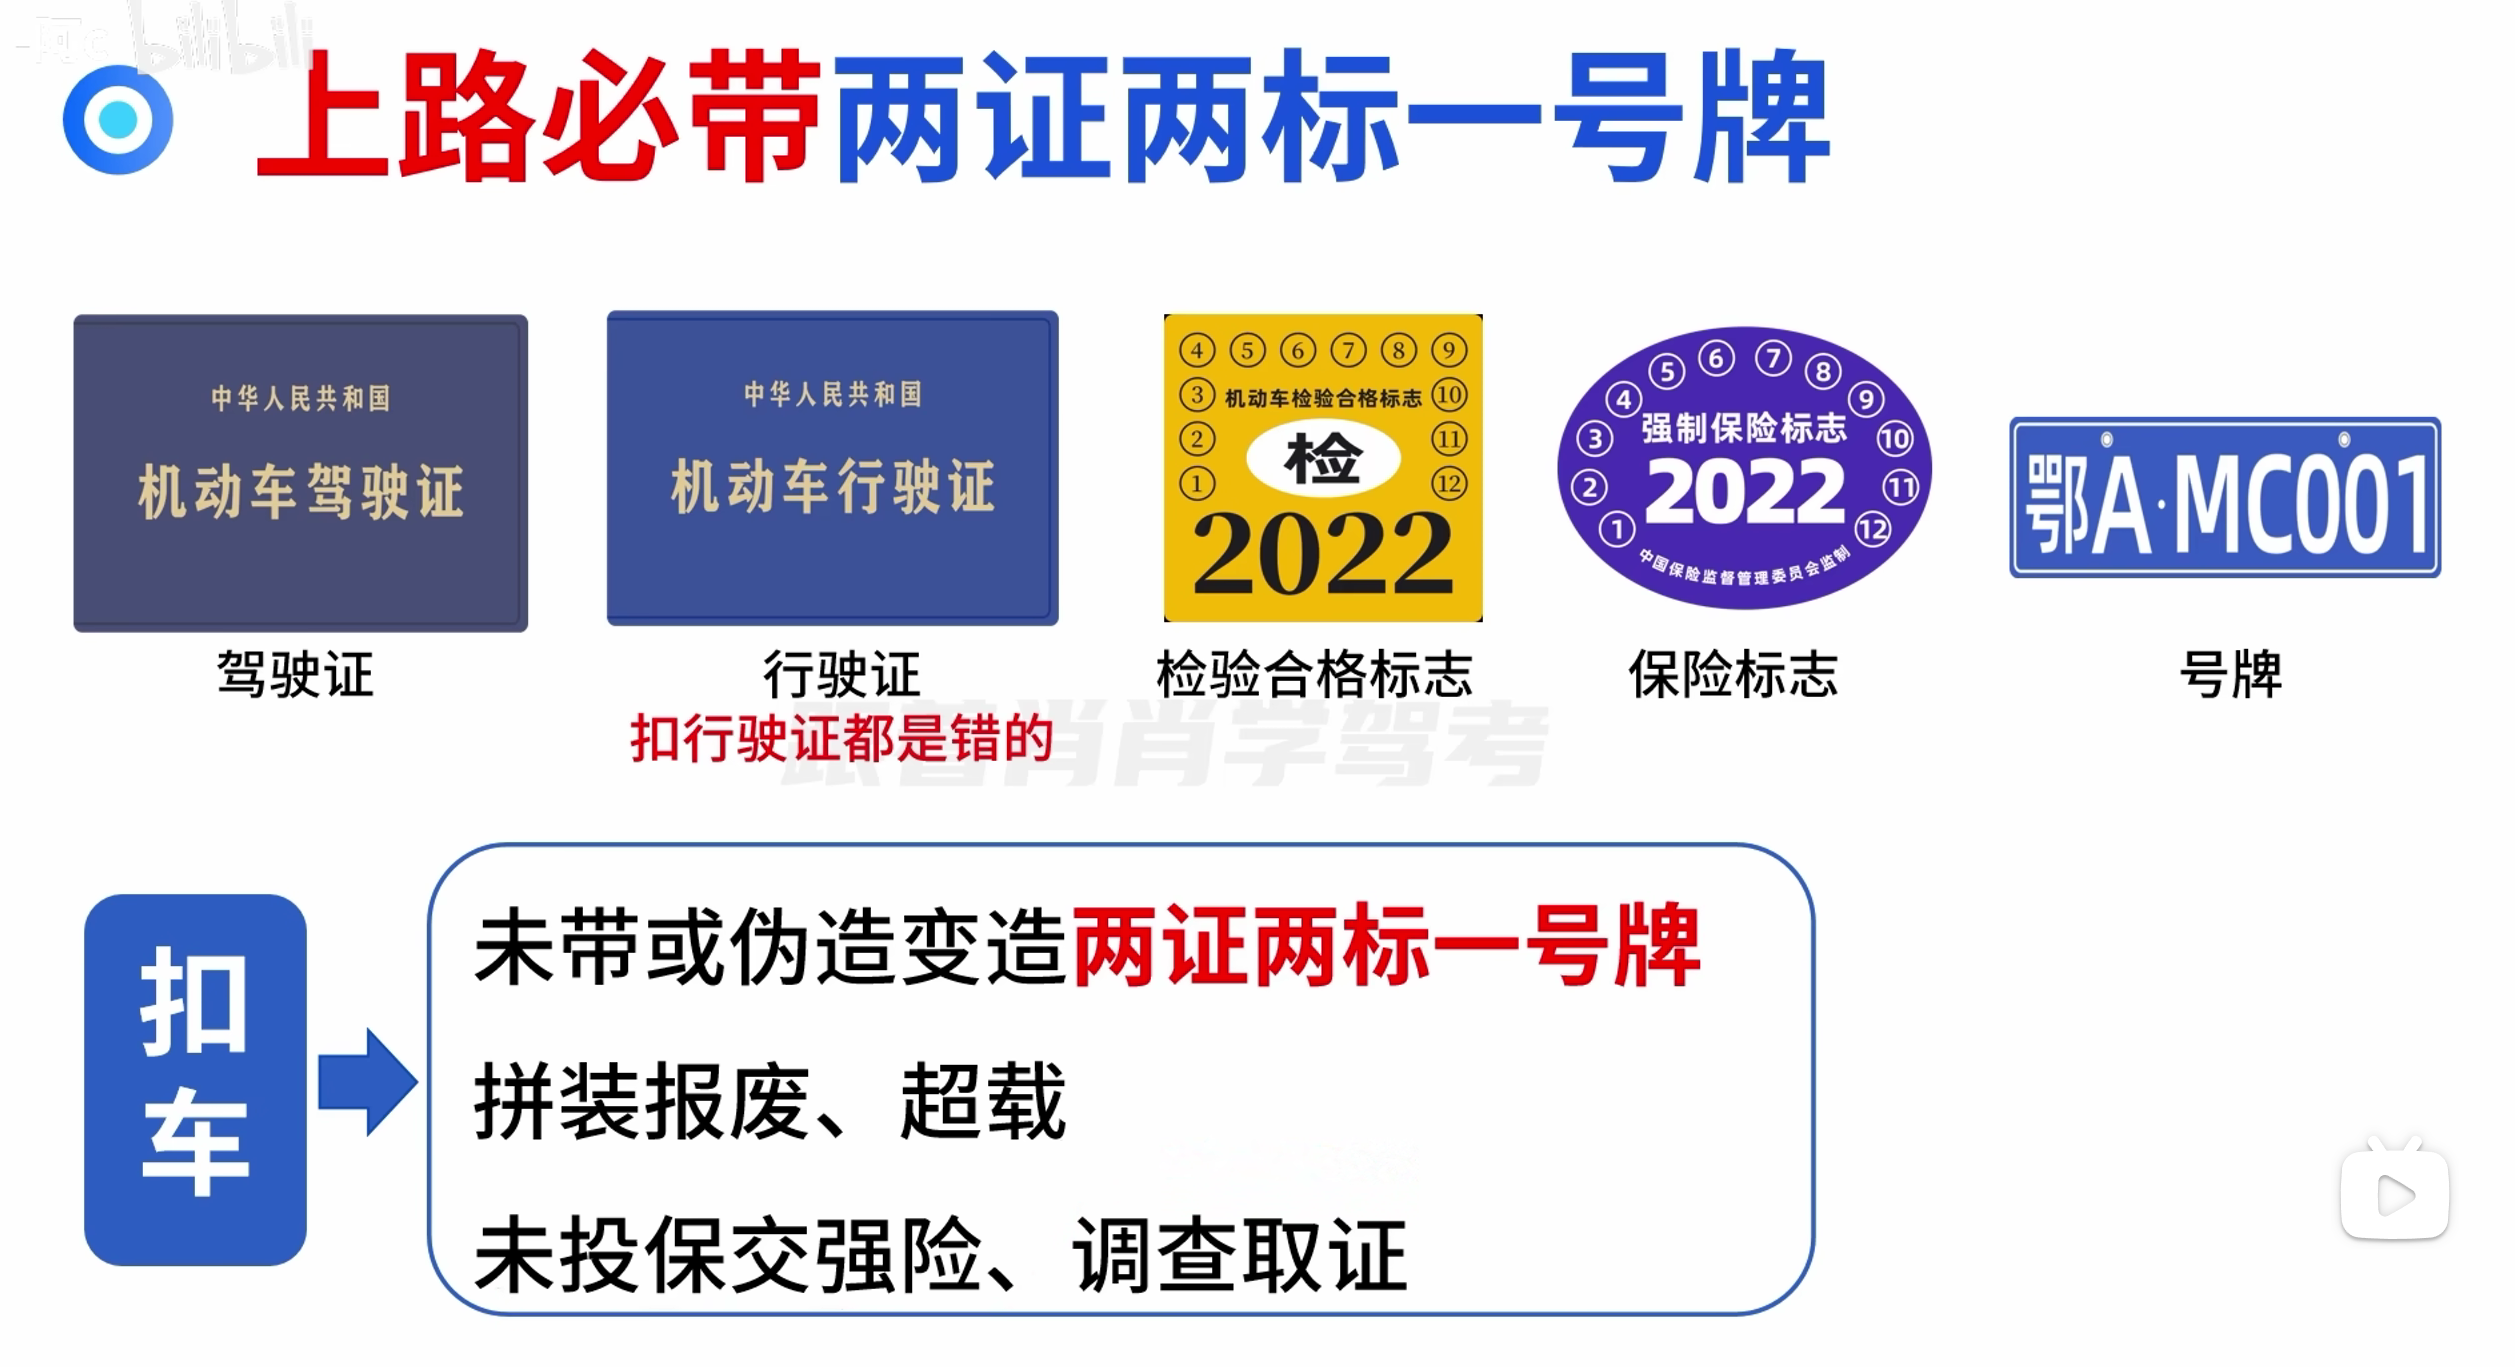 bilibili
上路必带两证两标一号牌
中华人民共和国
机动车驾驶证
中华人民共和国
机动车行驶证
④ ⑤ ⑥ ⑦ ⑧ ⑨
③ 机动车检验合格标志 ⑩
② 检 ⑪
① ⑫
2022
① ② ③ ④ ⑤ ⑥ ⑦ ⑧ ⑨ ⑩ ⑪ ⑫
强制保险标志
2022
中国保险监督管理委员会监制
鄂A·MC001
驾驶证
行驶证
检验合格标志
保险标志
号牌
扣行驶证都是错的
跟着肖肖学驾考
扣车
未带或伪造变造两证两标一号牌
拼装报废、超载
未投保交强险、调查取证